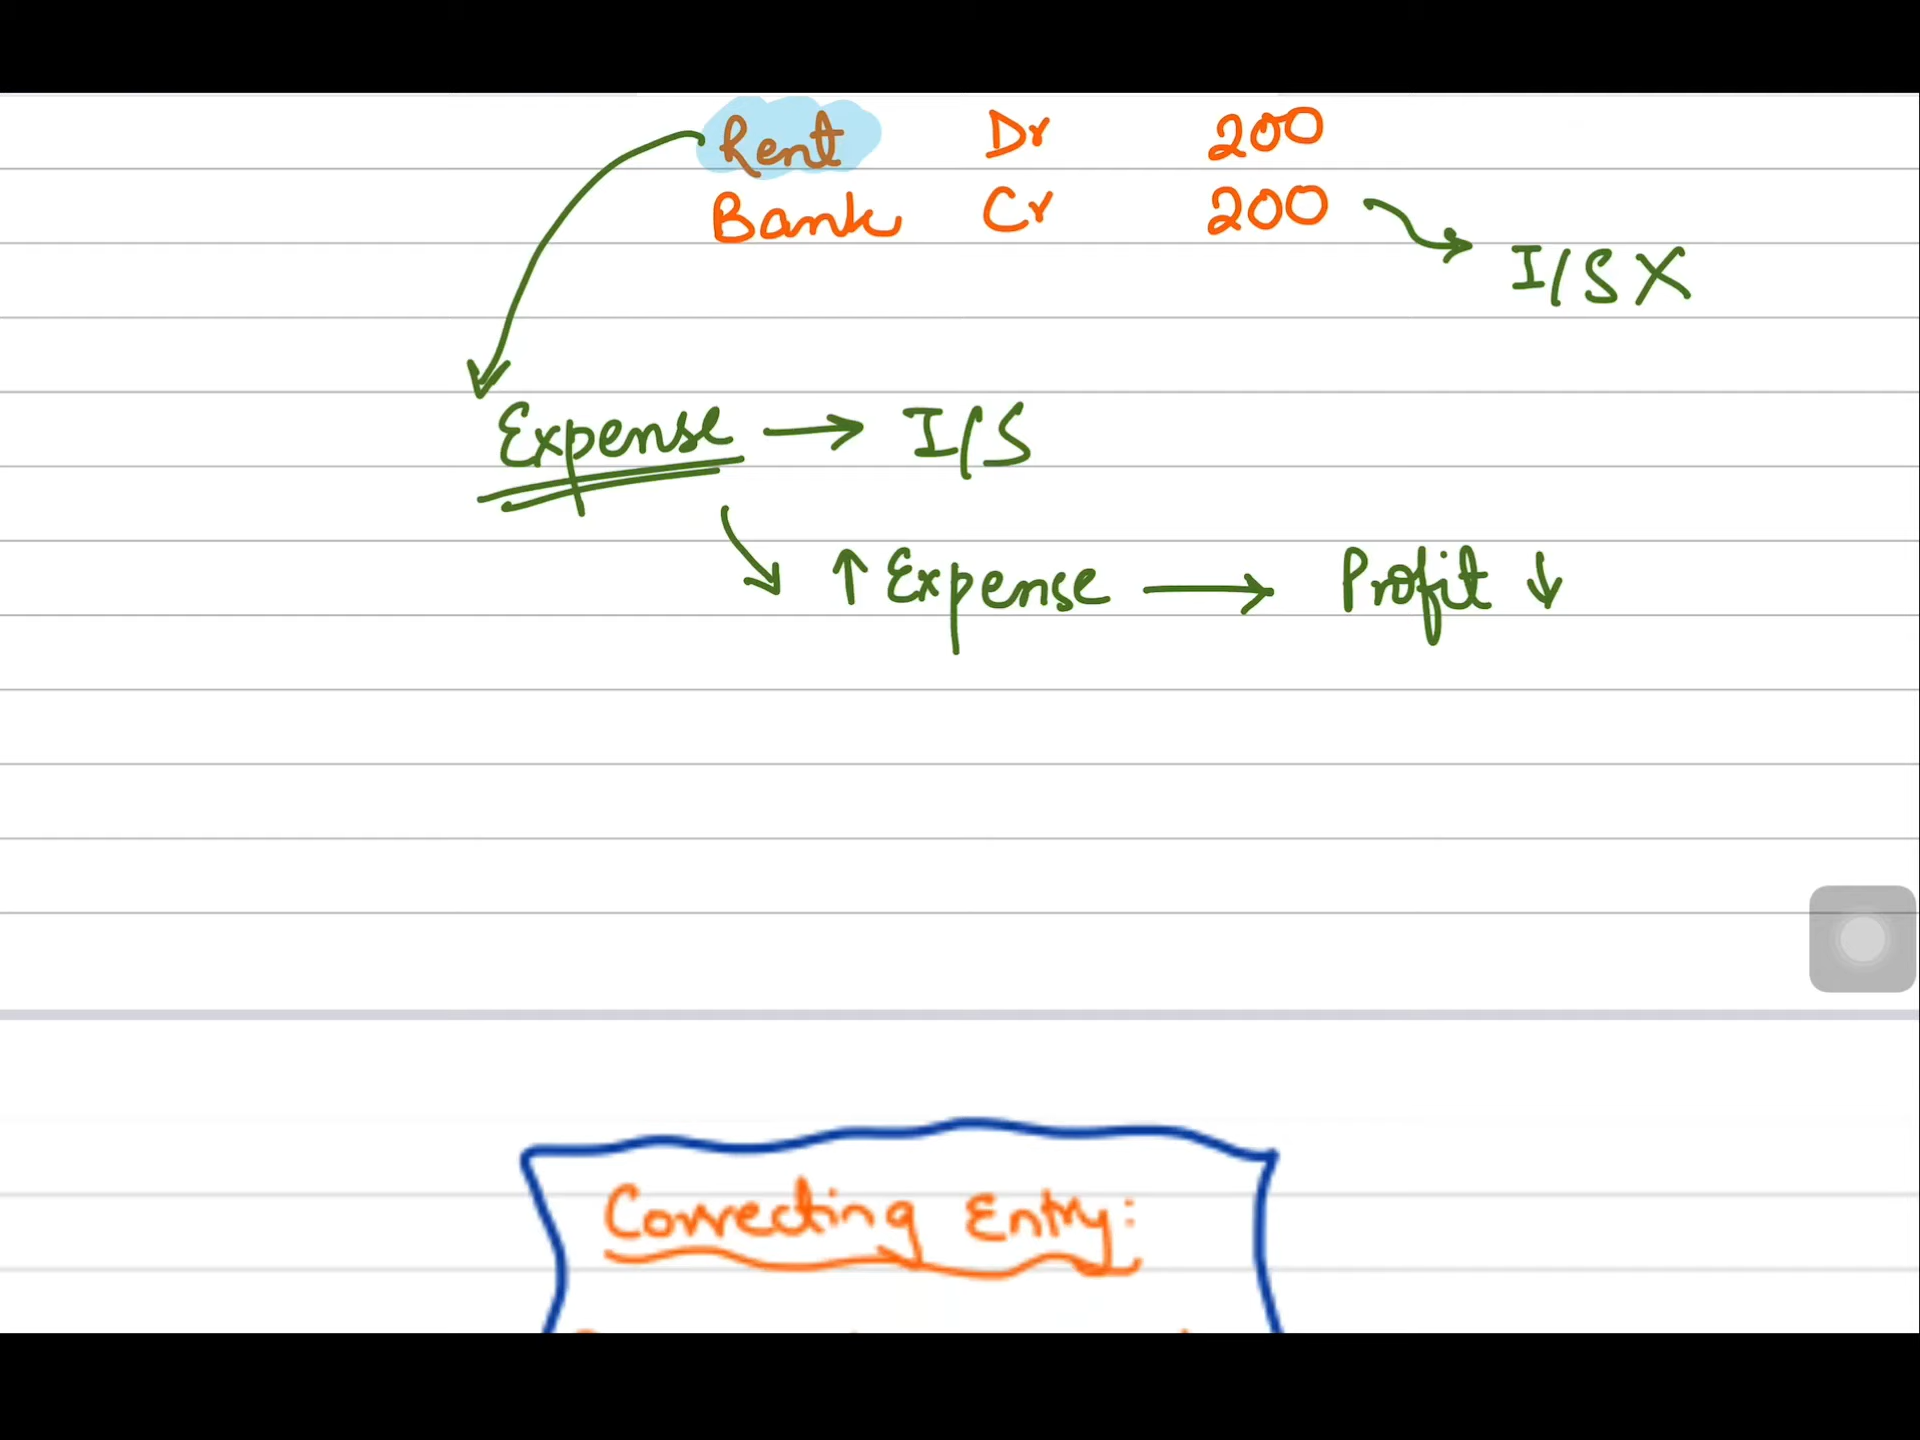 Rent Dr 200
Bank Cr 200
I/S X
Expense → I/S
↑ Expense → Profit ↓
Correcting Entry: